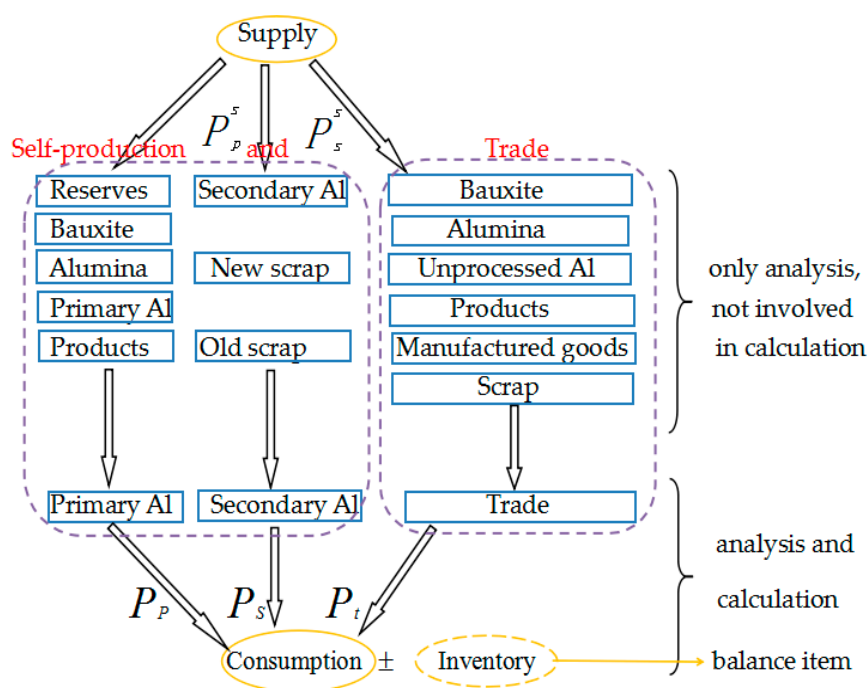 Supply
P_p^s
P_s^s
Self-production and
Trade
Reserves
Bauxite
Alumina
Primary Al
Products
Secondary Al
New scrap
Old scrap
Bauxite
Alumina
Unprocessed Al
Products
Manufactured goods
Scrap
only analysis,
not involved
in calculation
Primary Al
Secondary Al
Trade
analysis and
calculation
P_P
P_S
P_t
Consumption ± Inventory
balance item